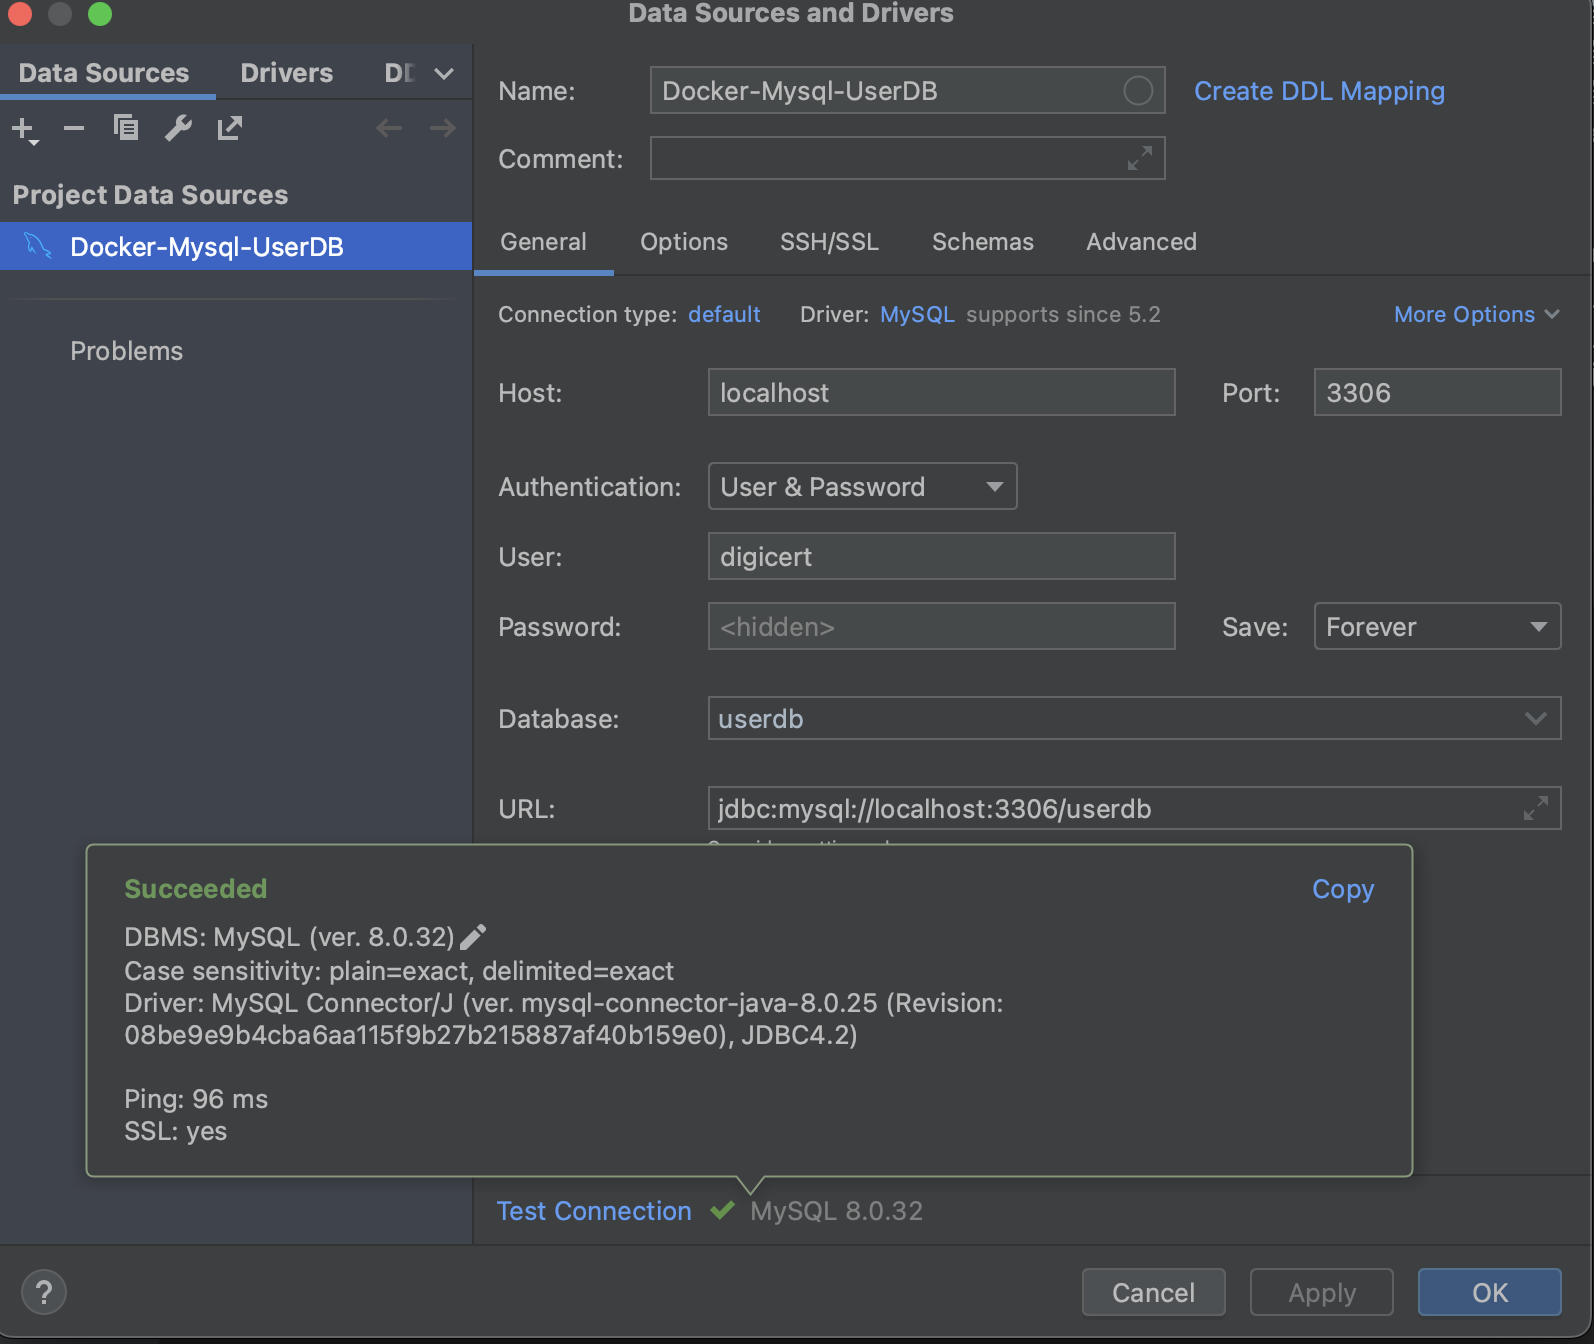 Data Sources and Drivers
Data Sources Drivers DD
Name: Docker-Mysql-UserDB Create DDL Mapping
Comment:
Project Data Sources
Docker-Mysql-UserDB
Problems
General Options SSH/SSL Schemas Advanced
Connection type: default Driver: MySQL supports since 5.2 More Options
Host: localhost Port: 3306
Authentication: User & Password
User: digicert
Password: <hidden> Save: Forever
Database: userdb
URL: jdbc:mysql://localhost:3306/userdb
Succeeded Copy
DBMS: MySQL (ver. 8.0.32)
Case sensitivity: plain=exact, delimited=exact
Driver: MySQL Connector/J (ver. mysql-connector-java-8.0.25 (Revision:
08be9e9b4cba6aa115f9b27b215887af40b159e0), JDBC4.2)
Ping: 96 ms
SSL: yes
Test Connection MySQL 8.0.32
? Cancel Apply OK